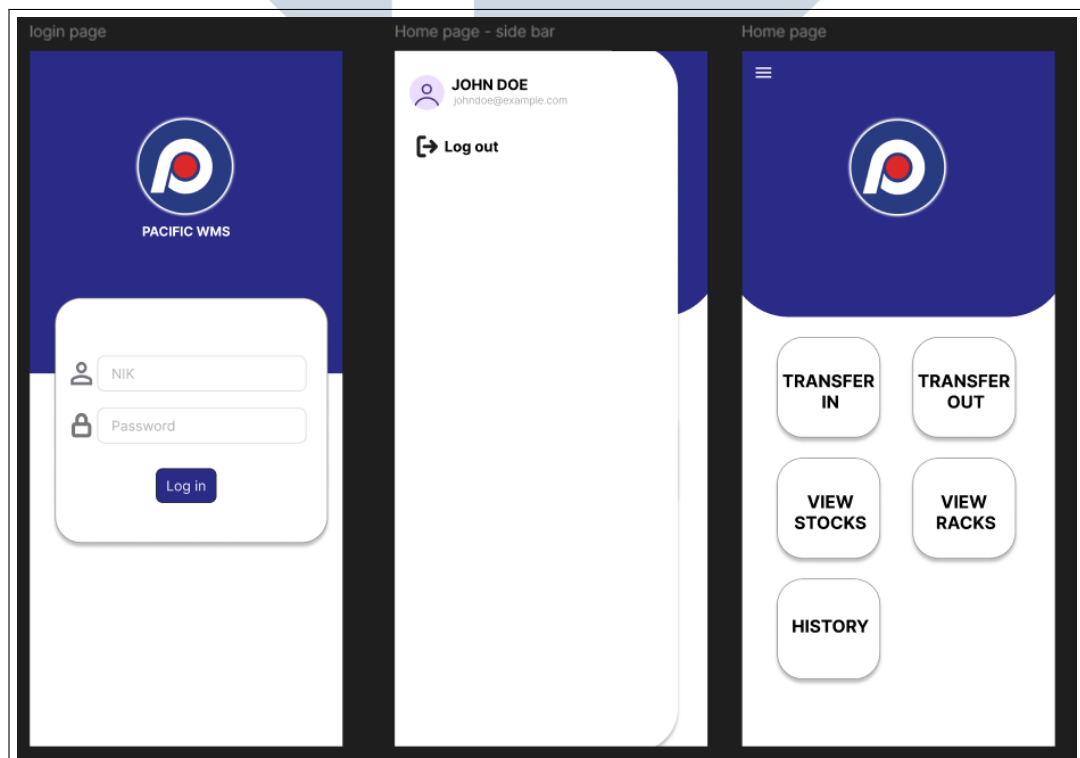 login page
PACIFIC WMS
NIK
Password
Log in
Home page - side bar
JOHN DOE
johndoe@example.com
Log out
Home page
TRANSFER
IN
TRANSFER
OUT
VIEW
STOCKS
VIEW
RACKS
HISTORY